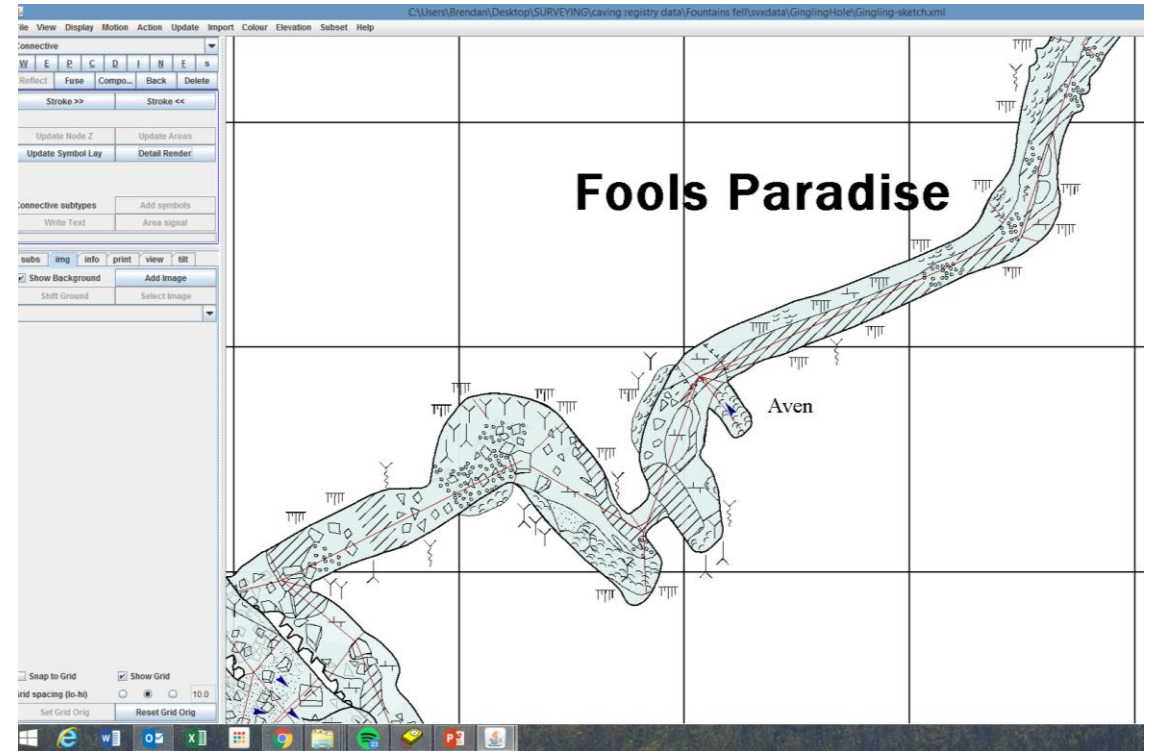 C:\Users\Brendan\Desktop\SURVEYING\caving registry data\Fountains fell\svxdata\GinglingHole\Gingling-sketch.xml
File View Display Motion Action Update Import Colour Elevation Subset Help
Connective
W E P C D I N F s
Reflect Fuse Compo... Back Delete
Stroke >> Stroke <<
Update Node Z Update Areas
Update Symbol Lay Detail Render
Connective subtypes Add symbols
Write Text Area signal
subs img info print view tilt
Show Background Add Image
Shift Ground Select Image
Fools Paradise
Aven
Snap to Grid Show Grid
Grid spacing (lo-hi) 10.0
Set Grid Orig Reset Grid Orig